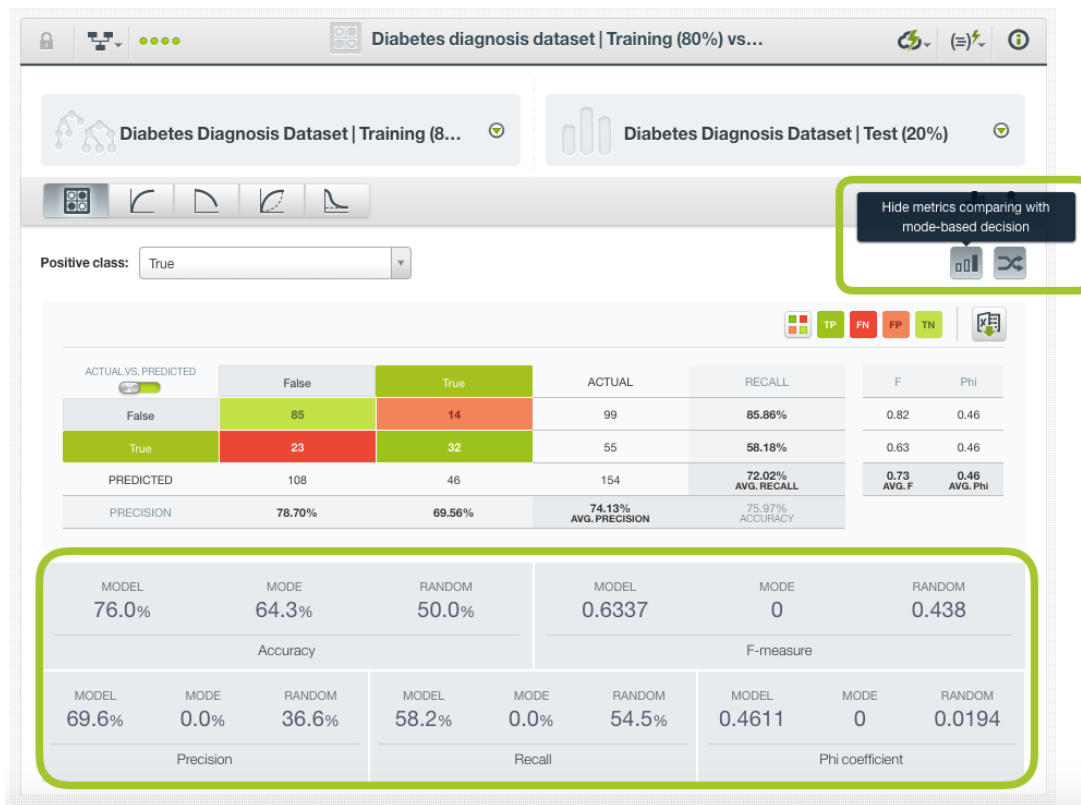 Diabetes diagnosis dataset | Training (80%) vs...
Diabetes Diagnosis Dataset | Training (8...
Diabetes Diagnosis Dataset | Test (20%)
Hide metrics comparing with
mode-based decision
Positive class: True
TP FN FP TN
ACTUAL VS. PREDICTED False True ACTUAL RECALL F Phi
False 85 14 99 85.86% 0.82 0.46
True 23 32 55 58.18% 0.63 0.46
PREDICTED 108 46 154 72.02% 0.73 0.46
AVG. RECALL AVG. F AVG. Phi
PRECISION 78.70% 69.56% 74.13% 75.97%
AVG. PRECISION ACCURACY
MODEL MODE RANDOM MODEL MODE RANDOM
76.0% 64.3% 50.0% 0.6337 0 0.438
Accuracy F-measure
MODEL MODE RANDOM MODEL MODE RANDOM MODEL MODE RANDOM
69.6% 0.0% 36.6% 58.2% 0.0% 54.5% 0.4611 0 0.0194
Precision Recall Phi coefficient